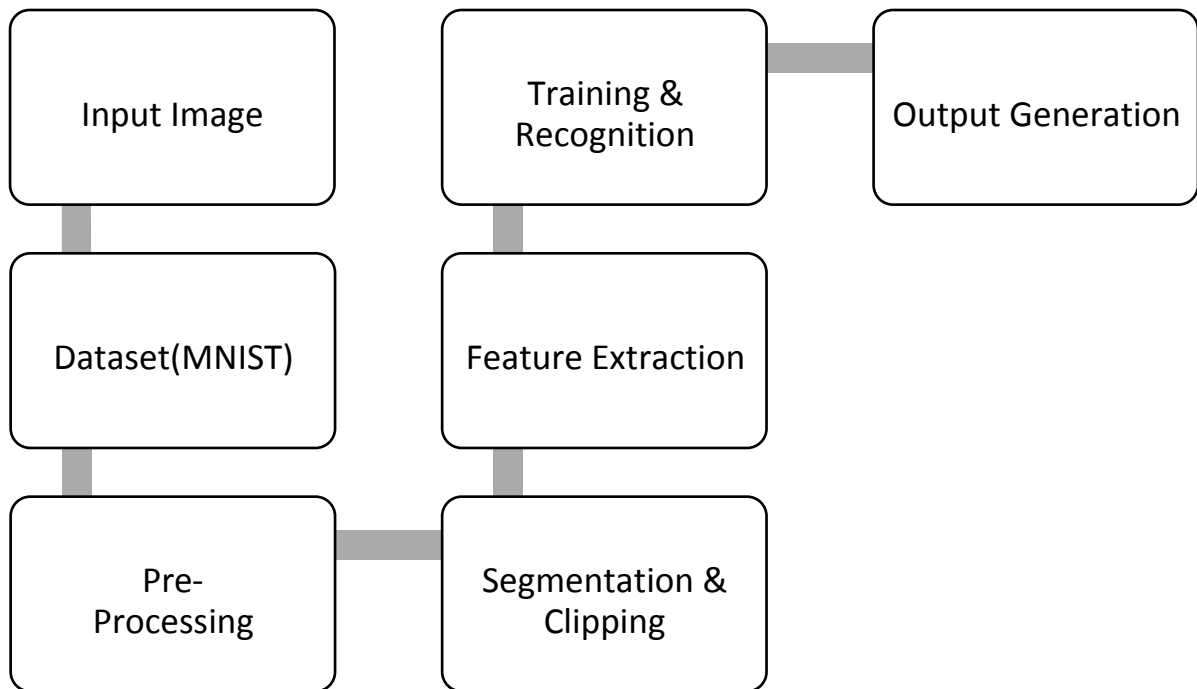 Input Image
Dataset(MNIST)
Pre-
Processing
Segmentation &
Clipping
Feature Extraction
Training &
Recognition
Output Generation